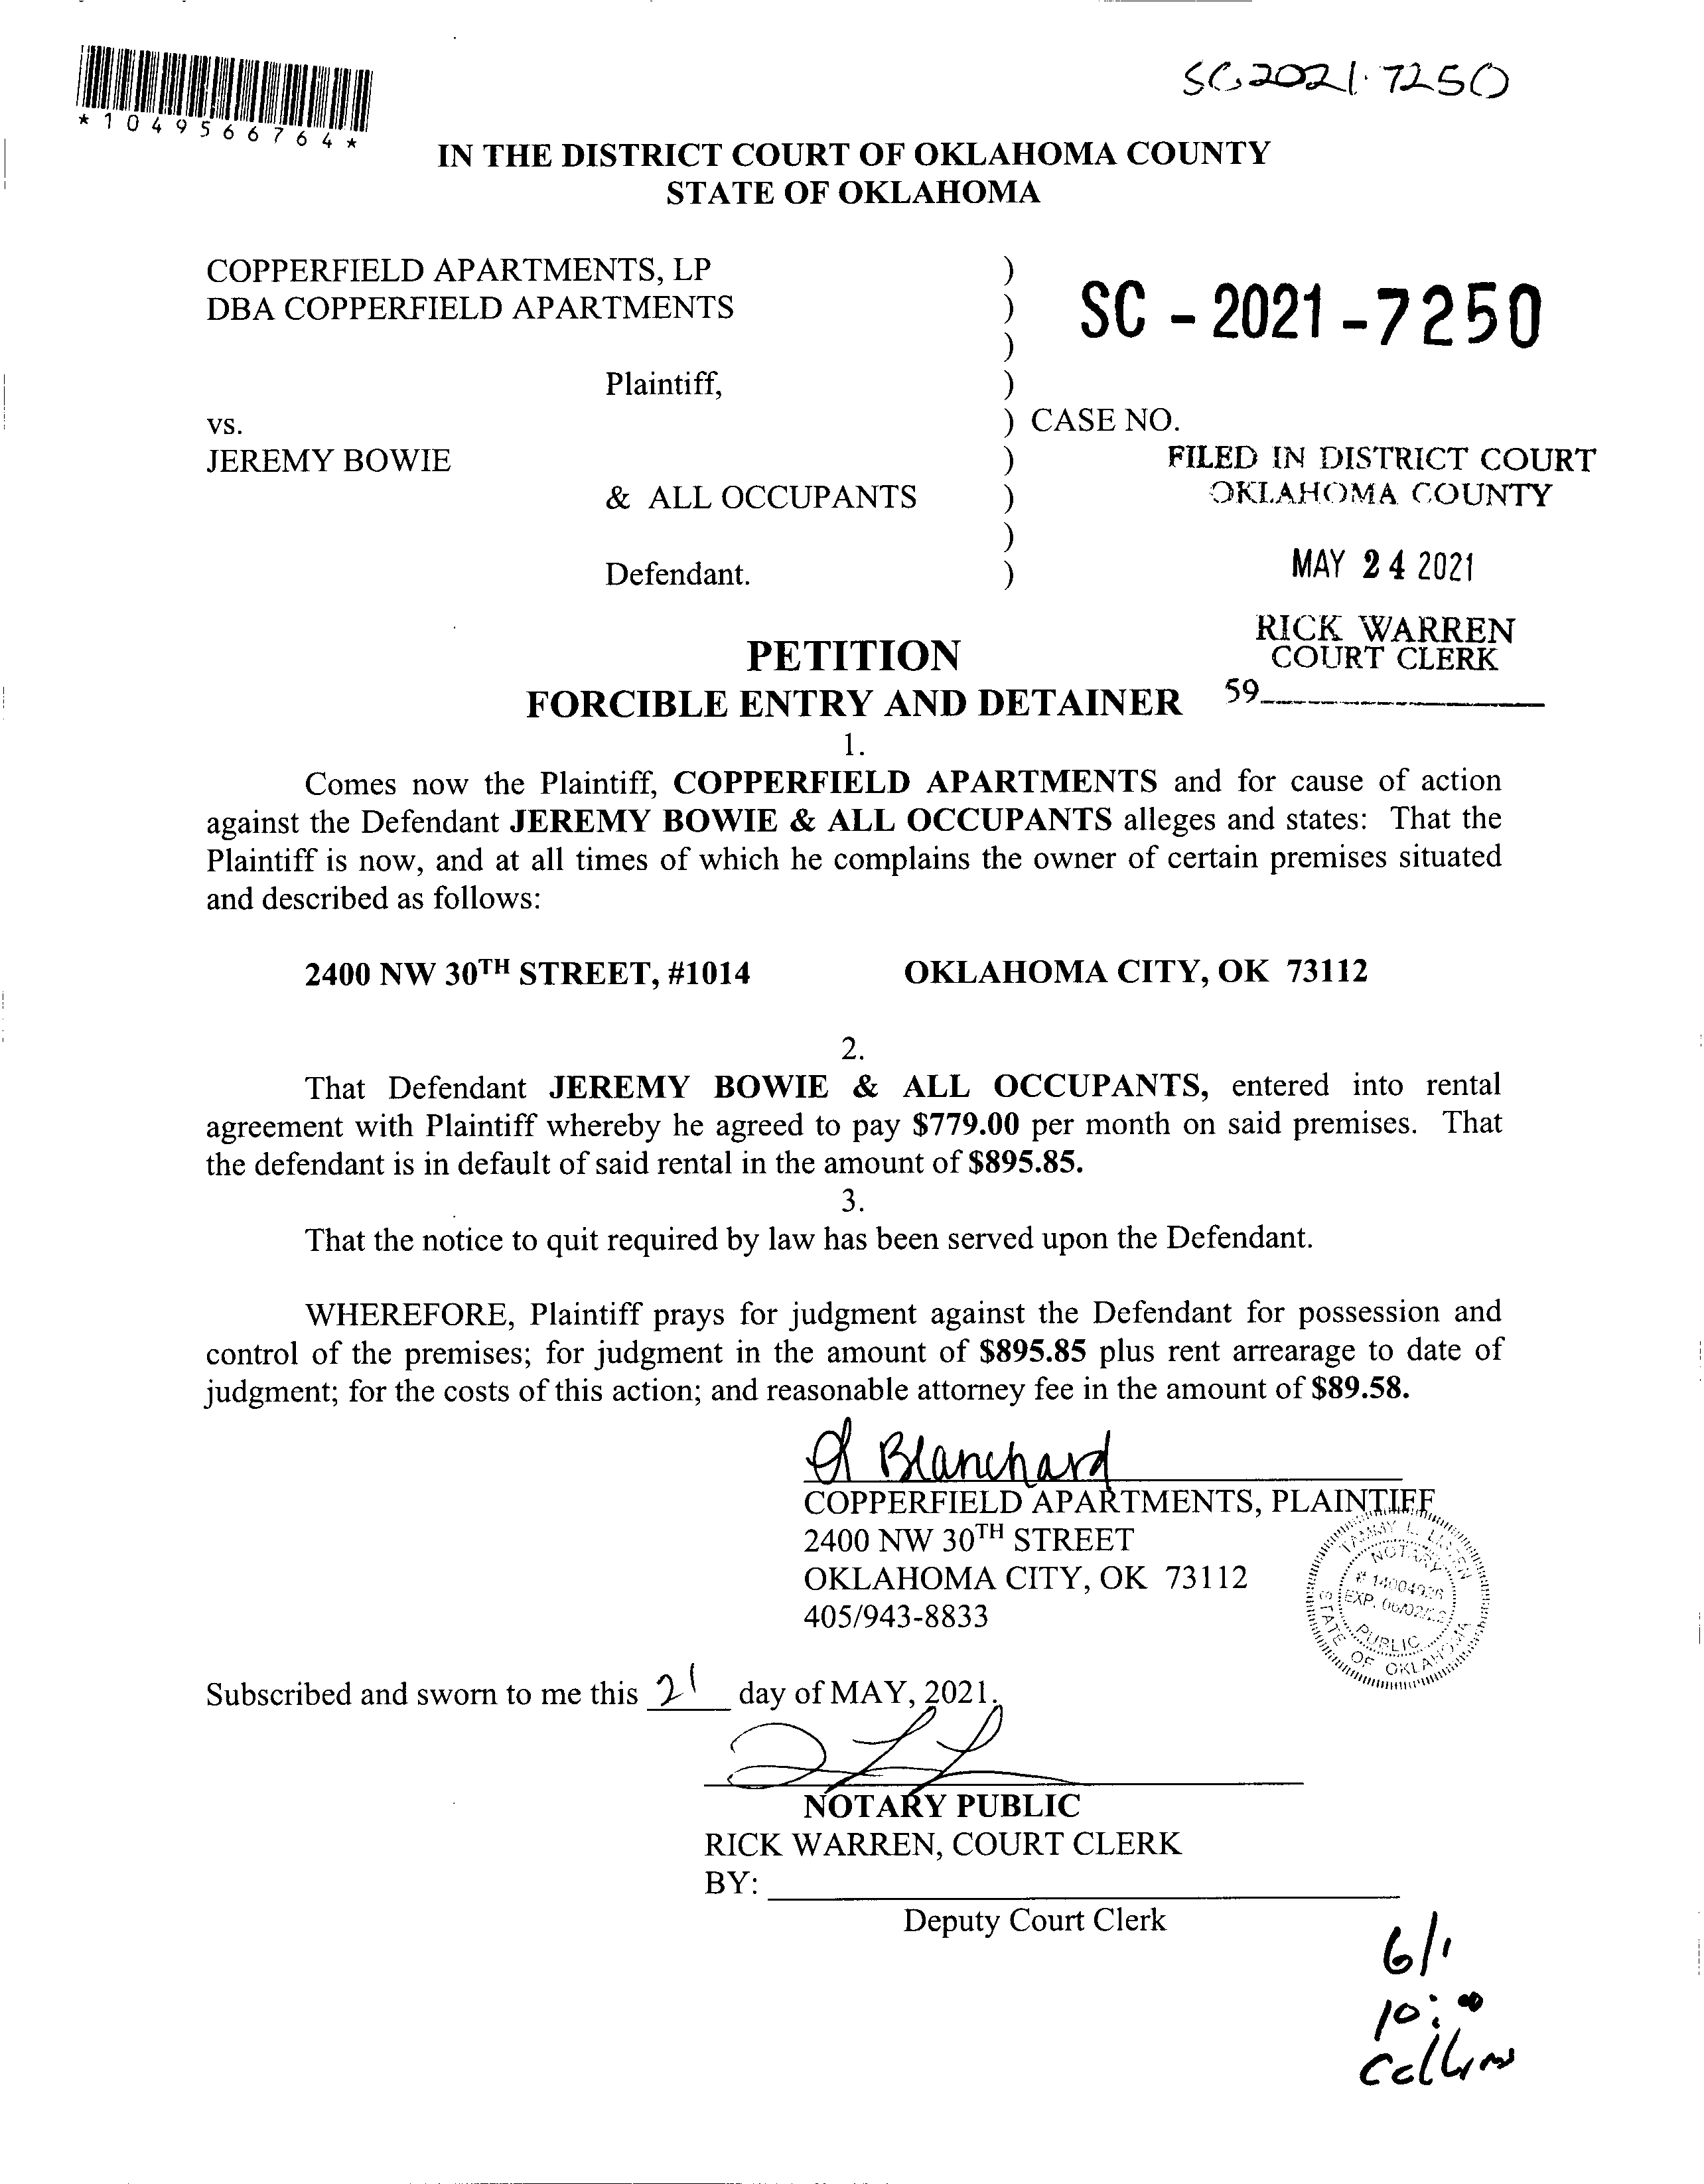 SC 2021-7250
*1049566764*
IN THE DISTRICT COURT OF OKLAHOMA COUNTY
STATE OF OKLAHOMA
COPPERFIELD APARTMENTS, LP )
DBA COPPERFIELD APARTMENTS )
SC - 2021 - 7250
)
Plaintiff, )
vs. ) CASE NO.
JEREMY BOWIE )
FILED IN DISTRICT COURT
OKLAHOMA COUNTY
& ALL OCCUPANTS )
)
Defendant. )
MAY 24 2021
RICK WARREN
COURT CLERK
59
PETITION
FORCIBLE ENTRY AND DETAINER
1.
Comes now the Plaintiff, COPPERFIELD APARTMENTS and for cause of action
against the Defendant JEREMY BOWIE & ALL OCCUPANTS alleges and states: That the
Plaintiff is now, and at all times of which he complains the owner of certain premises situated
and described as follows:
2400 NW 30TH STREET, #1014 OKLAHOMA CITY, OK 73112
2.
That Defendant JEREMY BOWIE & ALL OCCUPANTS, entered into rental
agreement with Plaintiff whereby he agreed to pay $779.00 per month on said premises. That
the defendant is in default of said rental in the amount of $895.85.
3.
That the notice to quit required by law has been served upon the Defendant.
WHEREFORE, Plaintiff prays for judgment against the Defendant for possession and
control of the premises; for judgment in the amount of $895.85 plus rent arrearage to date of
judgment; for the costs of this action; and reasonable attorney fee in the amount of $89.58.
Blanchard
COPPERFIELD APARTMENTS, PLAINTIFF
2400 NW 30TH STREET
OKLAHOMA CITY, OK 73112
405/943-8833
TAMMY L.
NOTARY
# 14004936
EXP. 06/02/22
PUBLIC
STATE OF OKLAHOMA
Subscribed and sworn to me this 21 day of MAY, 2021.
NOTARY PUBLIC
RICK WARREN, COURT CLERK
BY:
Deputy Court Clerk
6/1
10:00
Collins